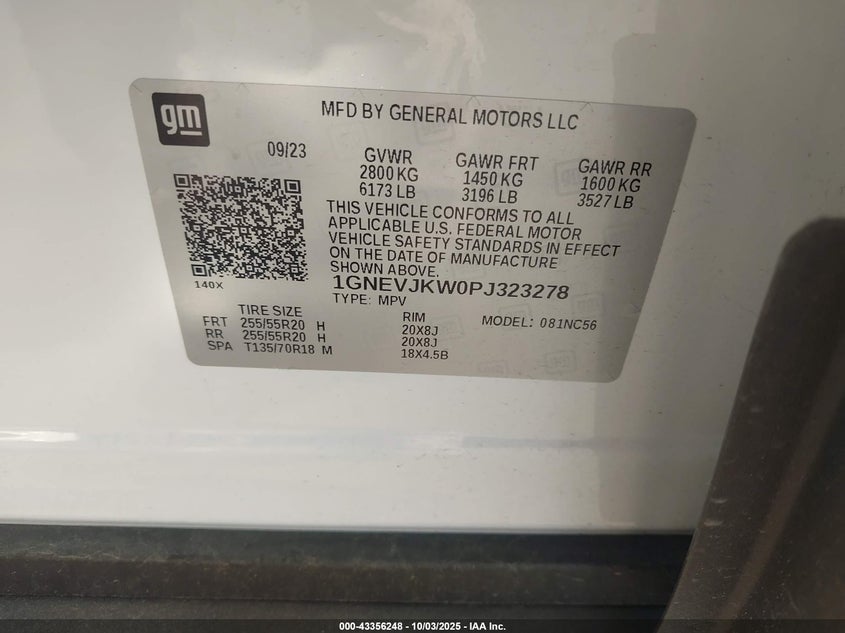 gm
MFD BY GENERAL MOTORS LLC
09/23
GVWR GAWR FRT GAWR RR
2800 KG 1450 KG 1600 KG
6173 LB 3196 LB 3527 LB
THIS VEHICLE CONFORMS TO ALL
APPLICABLE U.S. FEDERAL MOTOR
VEHICLE SAFETY STANDARDS IN EFFECT
ON THE DATE OF MANUFACTURE
SHOWN ABOVE.
140X
1GNEVJKW0PJ323278
TYPE: MPV
TIRE SIZE RIM MODEL: 081NC56
FRT 255/55R20 H 20X8J
RR 255/55R20 H 20X8J
SPA T135/70R18 M 18X4.5B
000-43356248 - 10/03/2025 - IAA Inc.